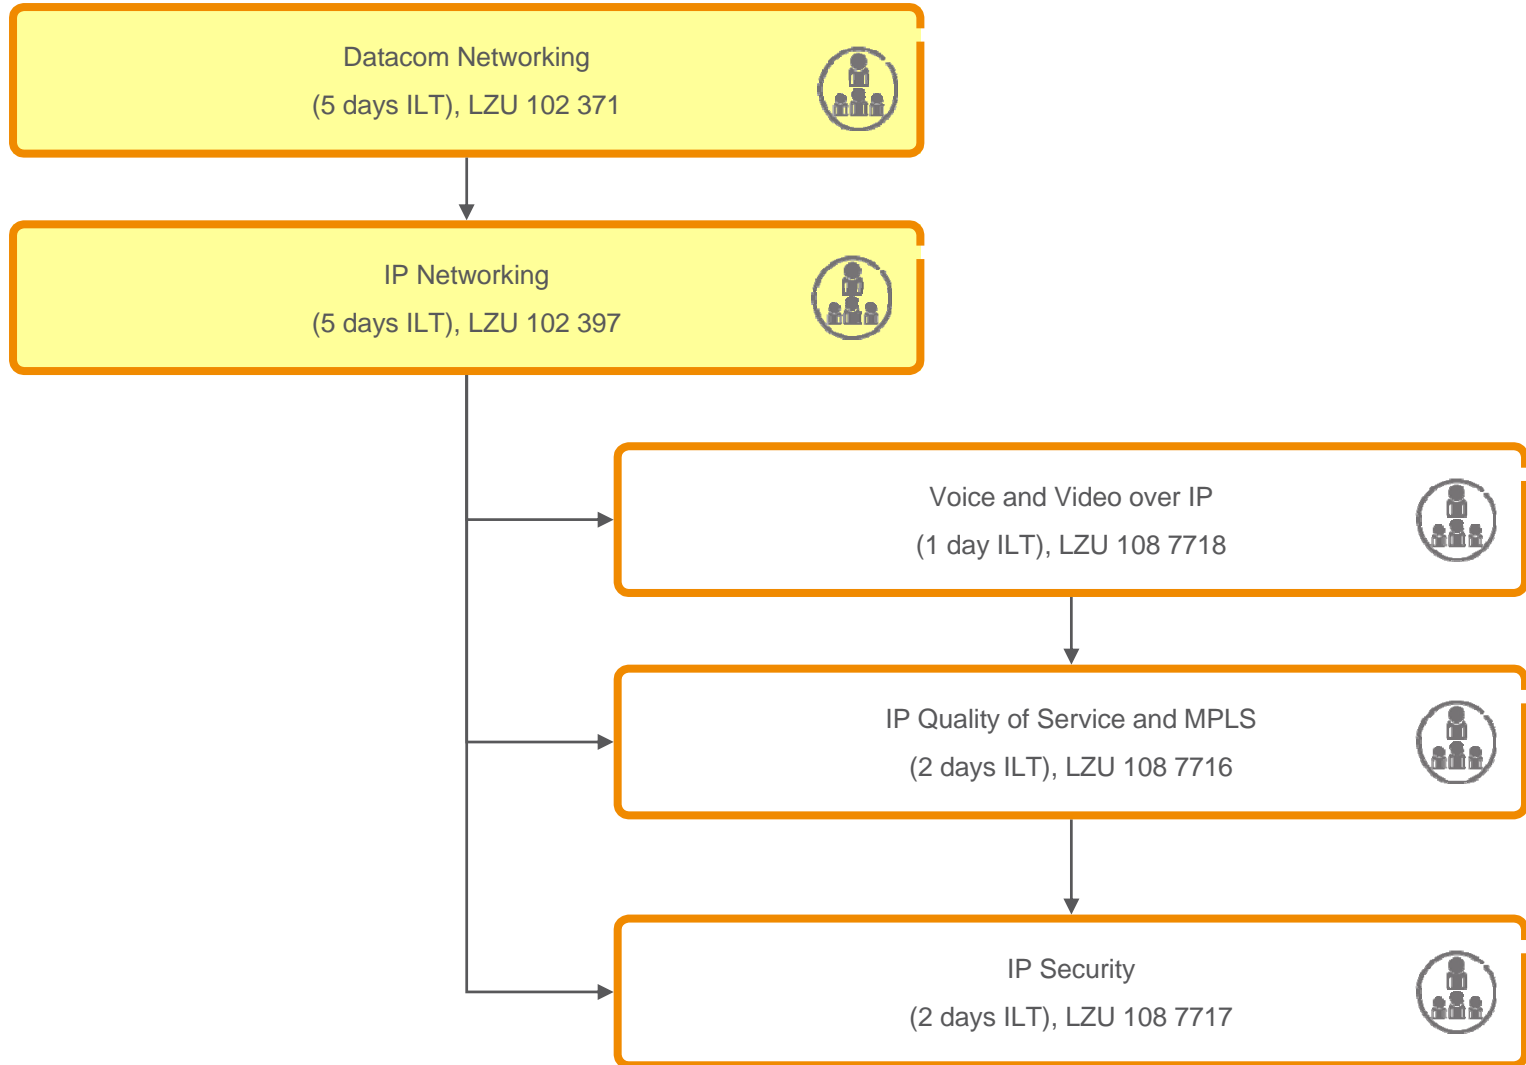 Datacom Networking
(5 days ILT), LZU 102 371
IP Networking
(5 days ILT), LZU 102 397
Voice and Video over IP
(1 day ILT), LZU 108 7718
IP Quality of Service and MPLS
(2 days ILT), LZU 108 7716
IP Security
(2 days ILT), LZU 108 7717